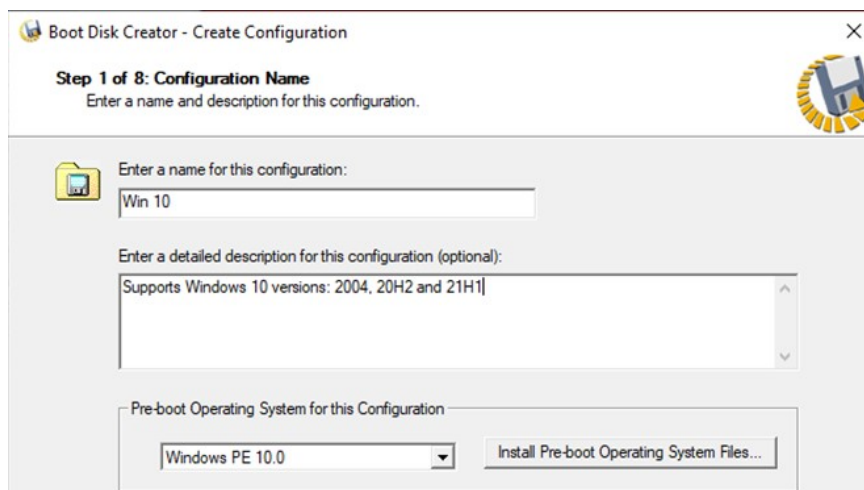 Boot Disk Creator - Create Configuration
Step 1 of 8: Configuration Name
Enter a name and description for this configuration.
Enter a name for this configuration:
Win 10
Enter a detailed description for this configuration (optional):
Supports Windows 10 versions: 2004, 20H2 and 21H1
Pre-boot Operating System for this Configuration
Windows PE 10.0
Install Pre-boot Operating System Files...